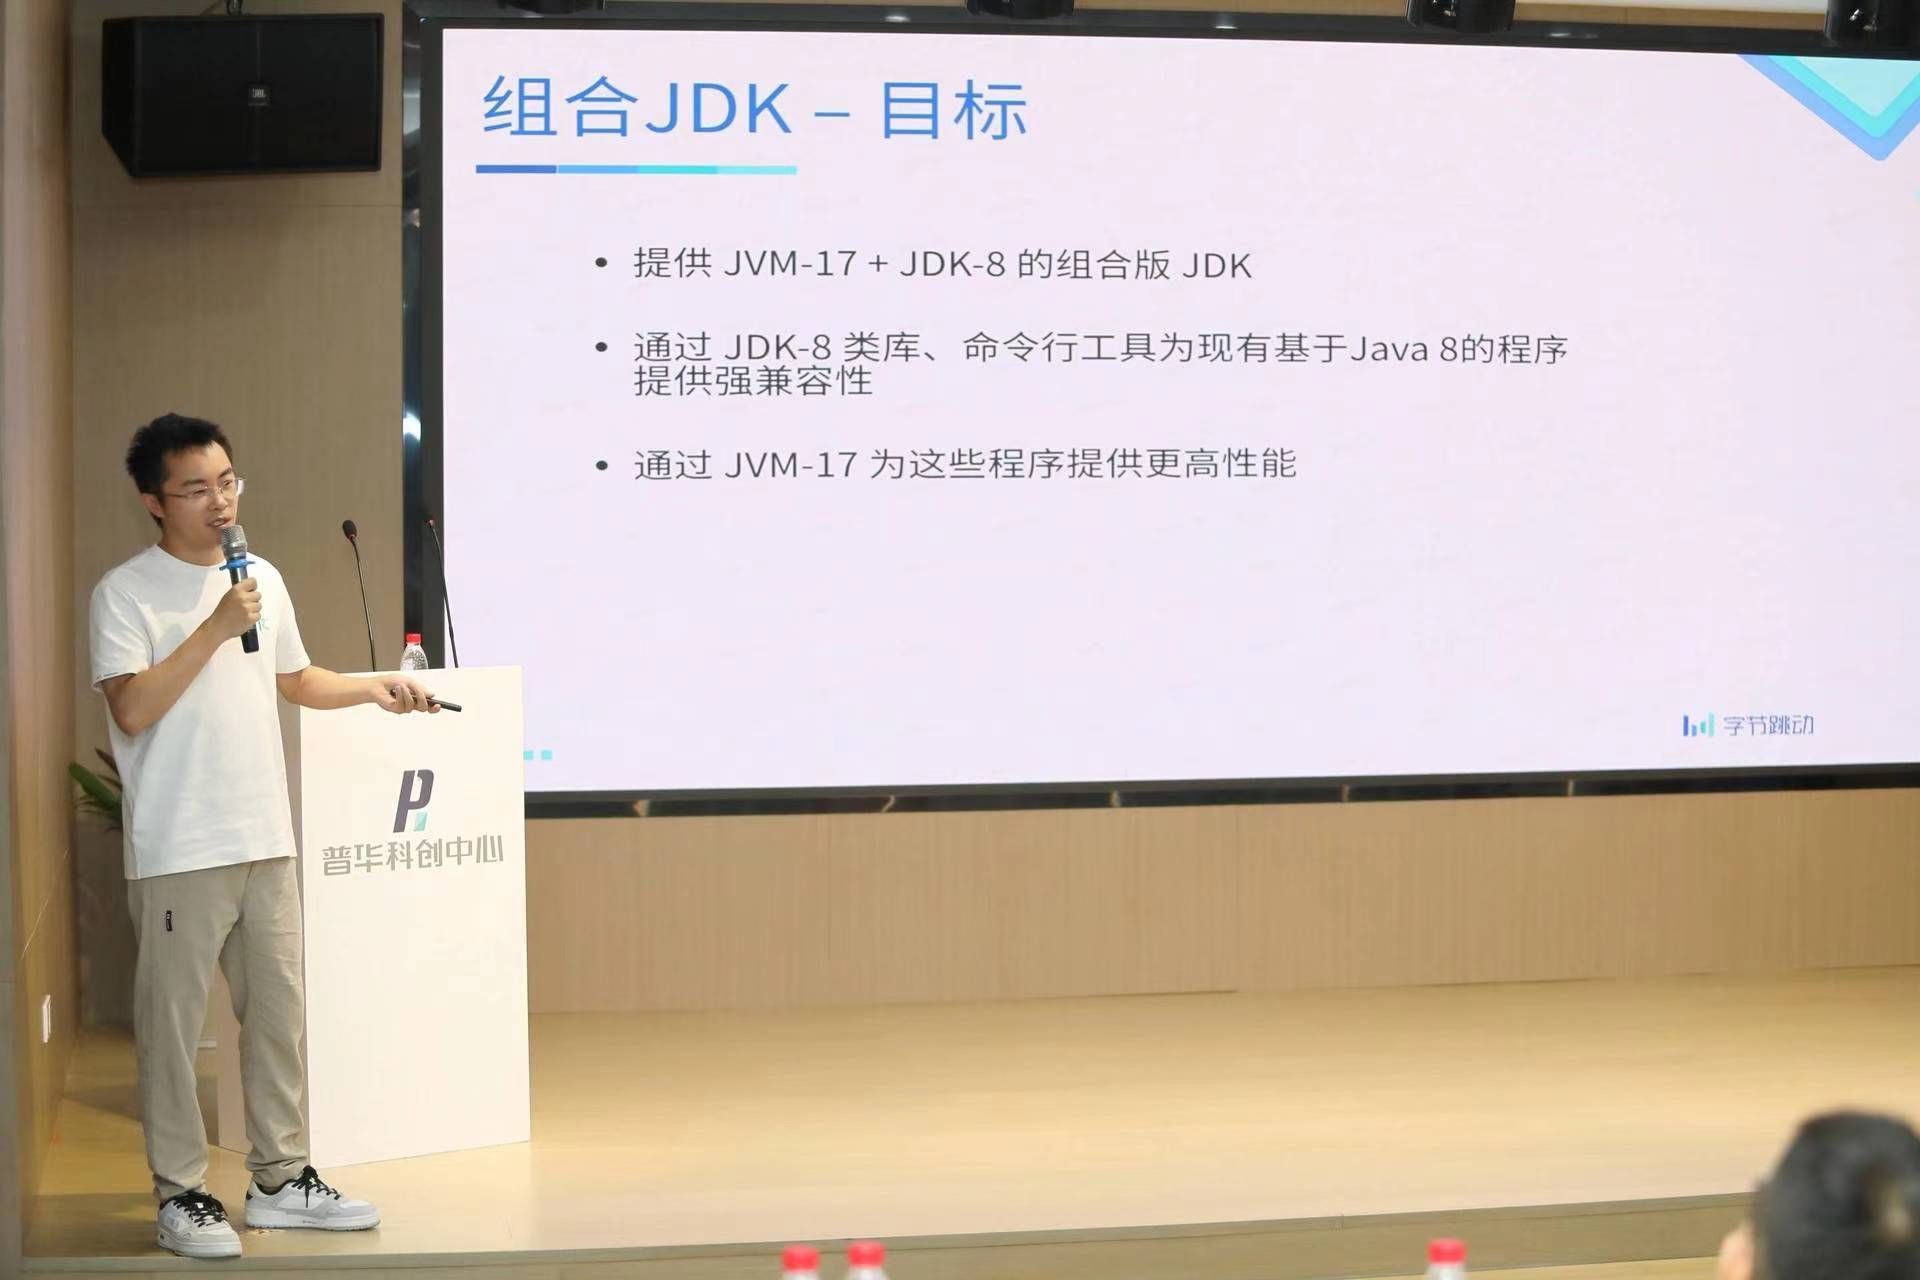 JBL
组合JDK – 目标
• 提供 JVM-17 + JDK-8 的组合版 JDK
• 通过 JDK-8 类库、命令行工具为现有基于Java 8的程序
提供强兼容性
• 通过 JVM-17 为这些程序提供更高性能
字节跳动
普华科创中心